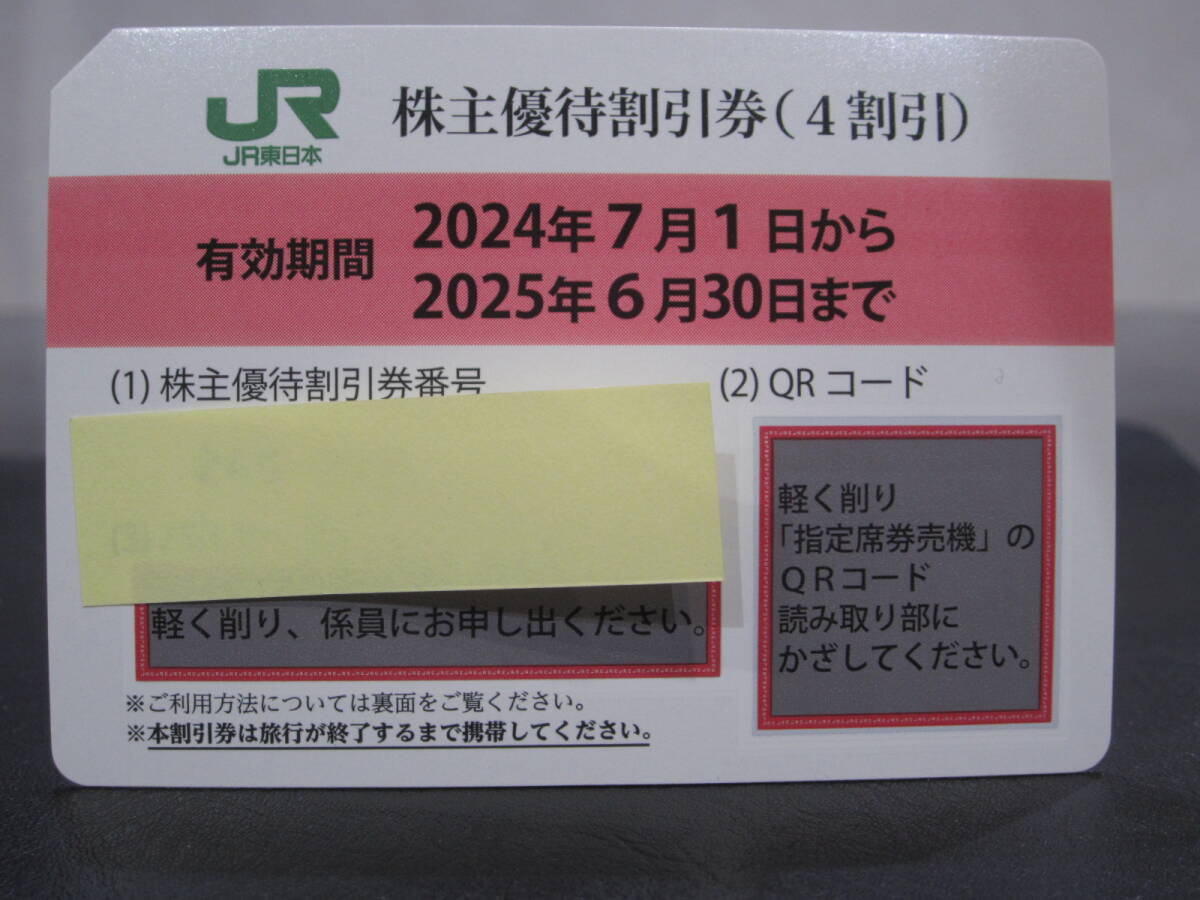 JR
JR東日本
株主優待割引券(4割引)
有効期間
2024年7月1日から
2025年6月30日まで
(1) 株主優待割引券番号
軽く削り、係員にお申し出ください。
(2) QRコード
軽く削り
「指定席券売機」の
QRコード
読み取り部に
かざしてください。
※ご利用方法については裏面をご覧ください。
※本割引券は旅行が終了するまで携帯してください。